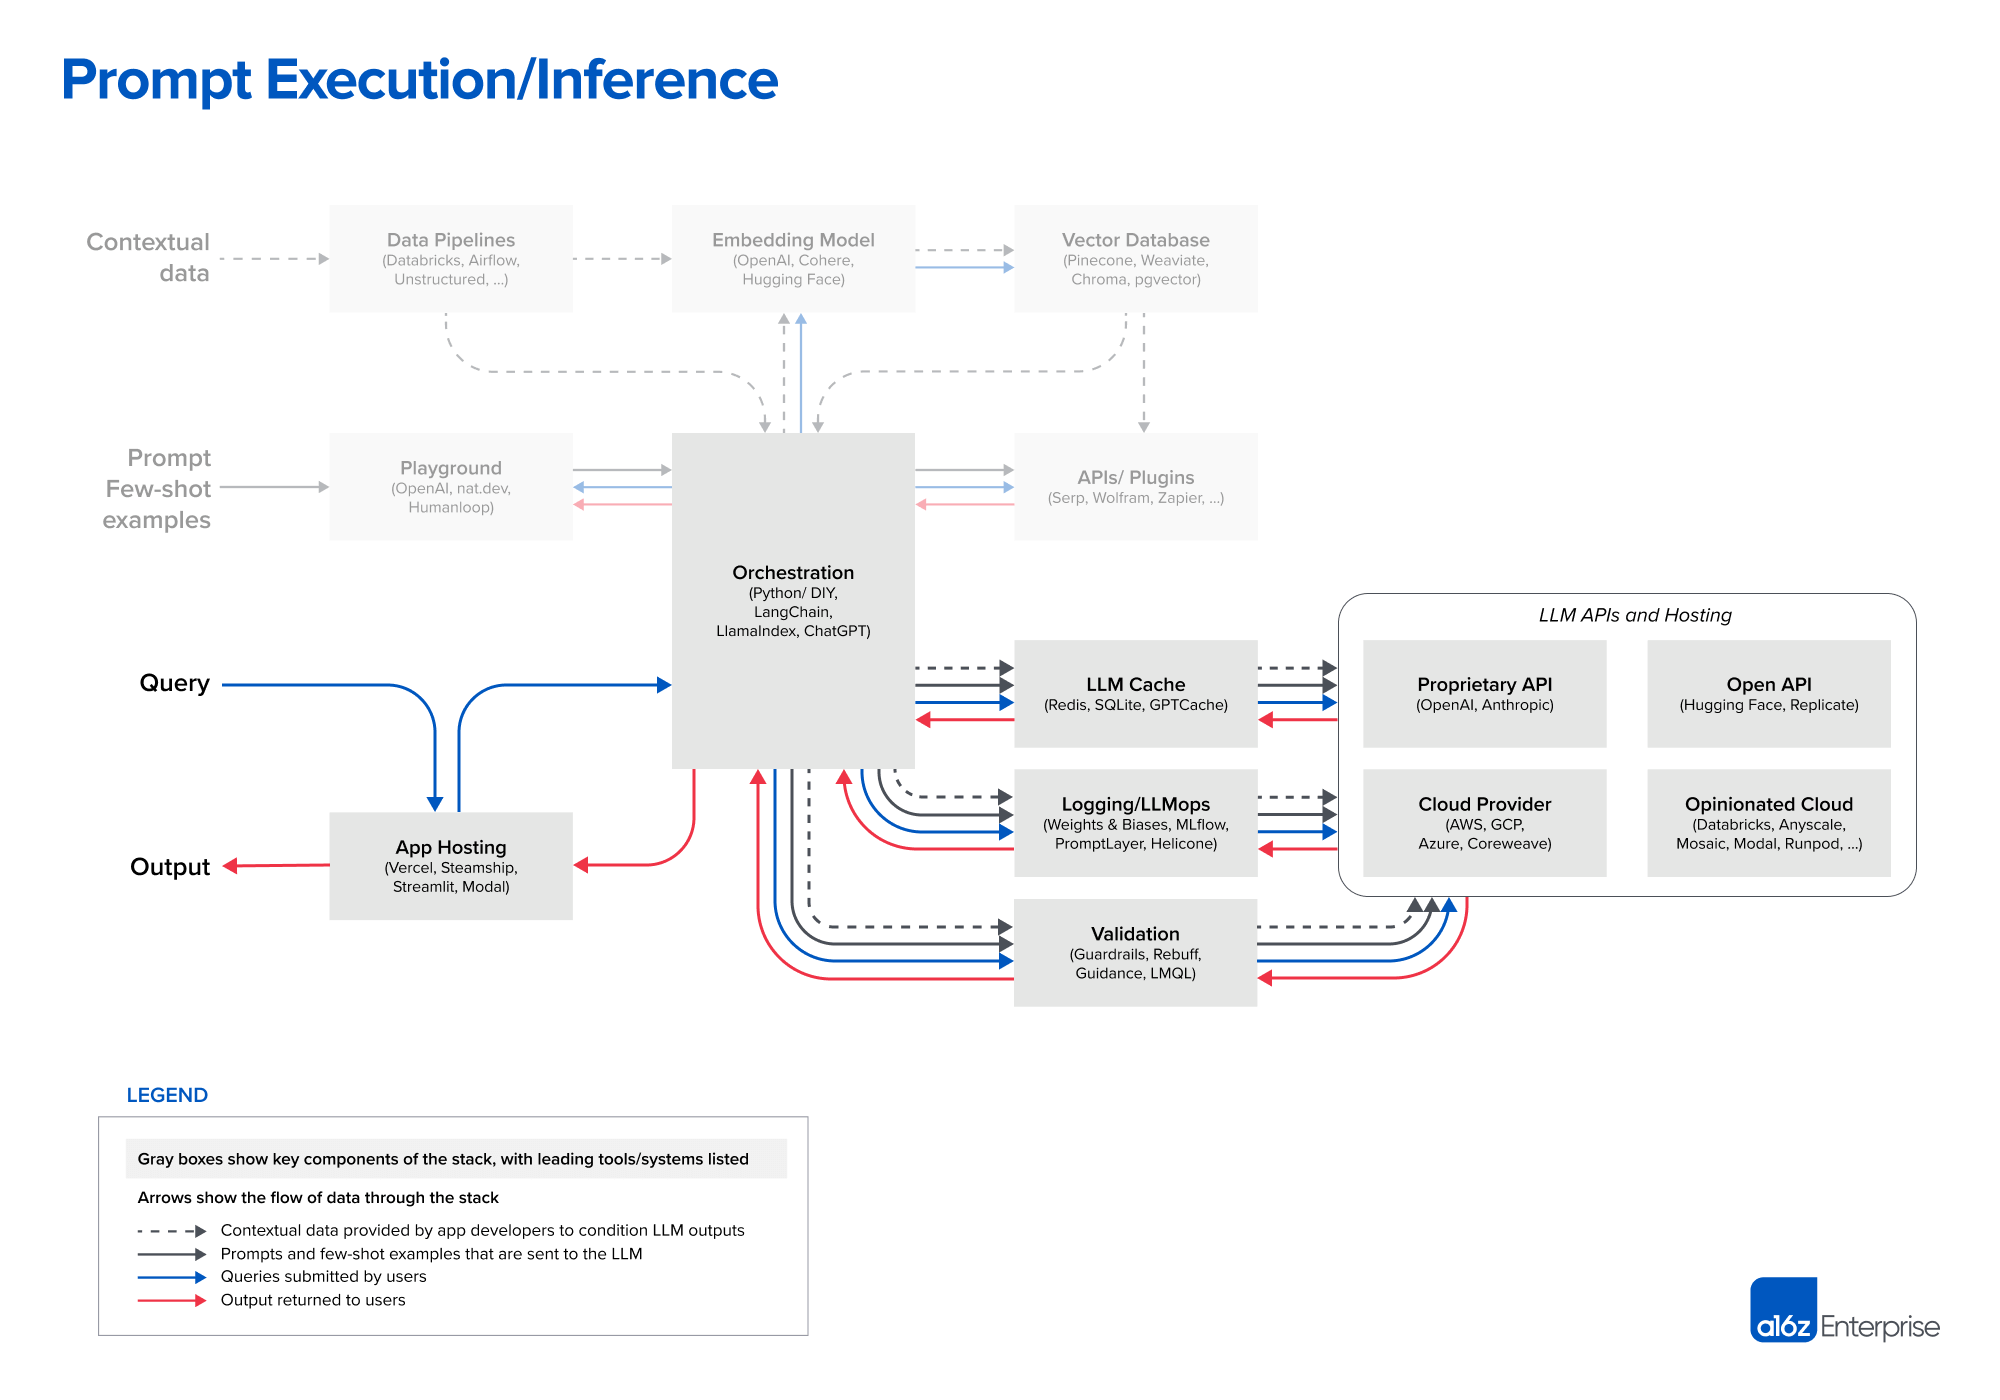 Prompt Execution/Inference
Contextual
data
Data Pipelines
(Databricks, Airflow,
Unstructured, ...)
Embedding Model
(OpenAI, Cohere,
Hugging Face)
Vector Database
(Pinecone, Weaviate,
Chroma, pgvector)
Prompt
Few-shot
examples
Playground
(OpenAI, nat.dev,
Humanloop)
APIs/ Plugins
(Serp, Wolfram, Zapier, ...)
Orchestration
(Python/ DIY,
LangChain,
LlamaIndex, ChatGPT)
Query
Output
App Hosting
(Vercel, Steamship,
Streamlit, Modal)
LLM Cache
(Redis, SQLite, GPTCache)
Logging/LLMops
(Weights & Biases, MLflow,
PromptLayer, Helicone)
Validation
(Guardrails, Rebuff,
Guidance, LMQL)
LLM APIs and Hosting
Proprietary API
(OpenAI, Anthropic)
Open API
(Hugging Face, Replicate)
Cloud Provider
(AWS, GCP,
Azure, Coreweave)
Opinionated Cloud
(Databricks, Anyscale,
Mosaic, Modal, Runpod, ...)
LEGEND
Gray boxes show key components of the stack, with leading tools/systems listed
Arrows show the flow of data through the stack
Contextual data provided by app developers to condition LLM outputs
Prompts and few-shot examples that are sent to the LLM
Queries submitted by users
Output returned to users
a16z Enterprise